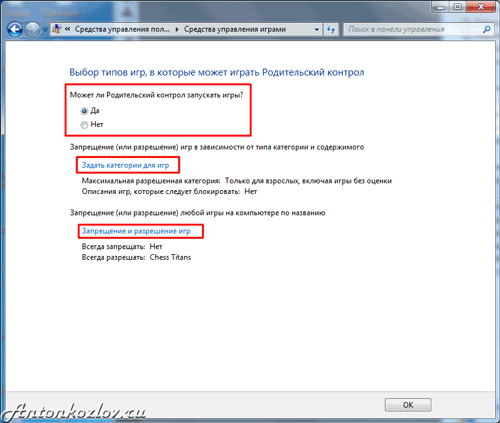 Средства управления пол... Средства управления играми
Поиск в панели управления
Выбор типов игр, в которые может играть Родительский контрол
Может ли Родительский контрол запускать игры?
Да
Нет
Запрещение (или разрешение) игр в зависимости от типа категории и содержимого
Задать категории для игр
Максимальная разрешенная категория: Только для взрослых, включая игры без оценки
Описания игр, которые следует блокировать: Нет
Запрещение (или разрешение) любой игры на компьютере по названию
Запрещение и разрешение игр
Всегда запрещать: Нет
Всегда разрешать: Chess Titans
OK
Antonkozlov.ru